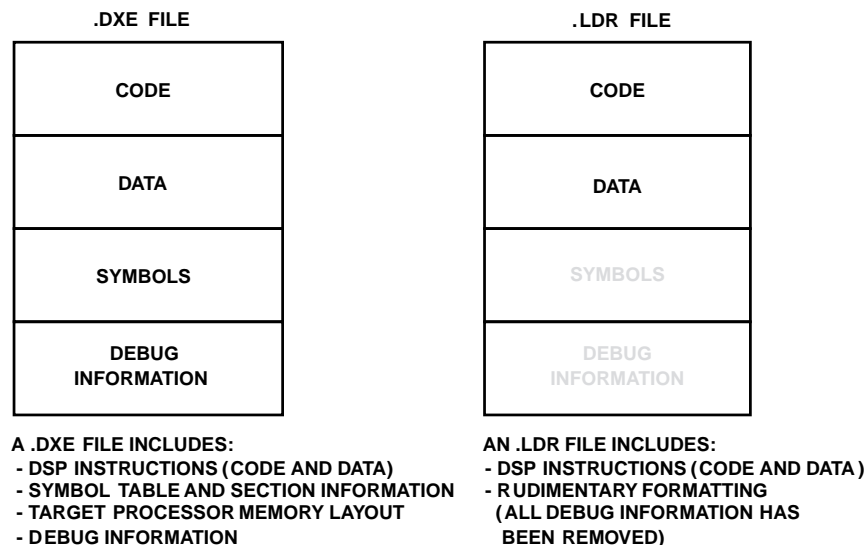 .DXE FILE
CODE
DATA
SYMBOLS
DEBUG
INFORMATION
A .DXE FILE INCLUDES:
- DSP INSTRUCTIONS (CODE AND DATA)
- SYMBOL TABLE AND SECTION INFORMATION
- TARGET PROCESSOR MEMORY LAYOUT
- DEBUG INFORMATION
.LDR FILE
CODE
DATA
SYMBOLS
DEBUG
INFORMATION
AN .LDR FILE INCLUDES:
- DSP INSTRUCTIONS (CODE AND DATA)
- RUDIMENTARY FORMATTING
(ALL DEBUG INFORMATION HAS
BEEN REMOVED)